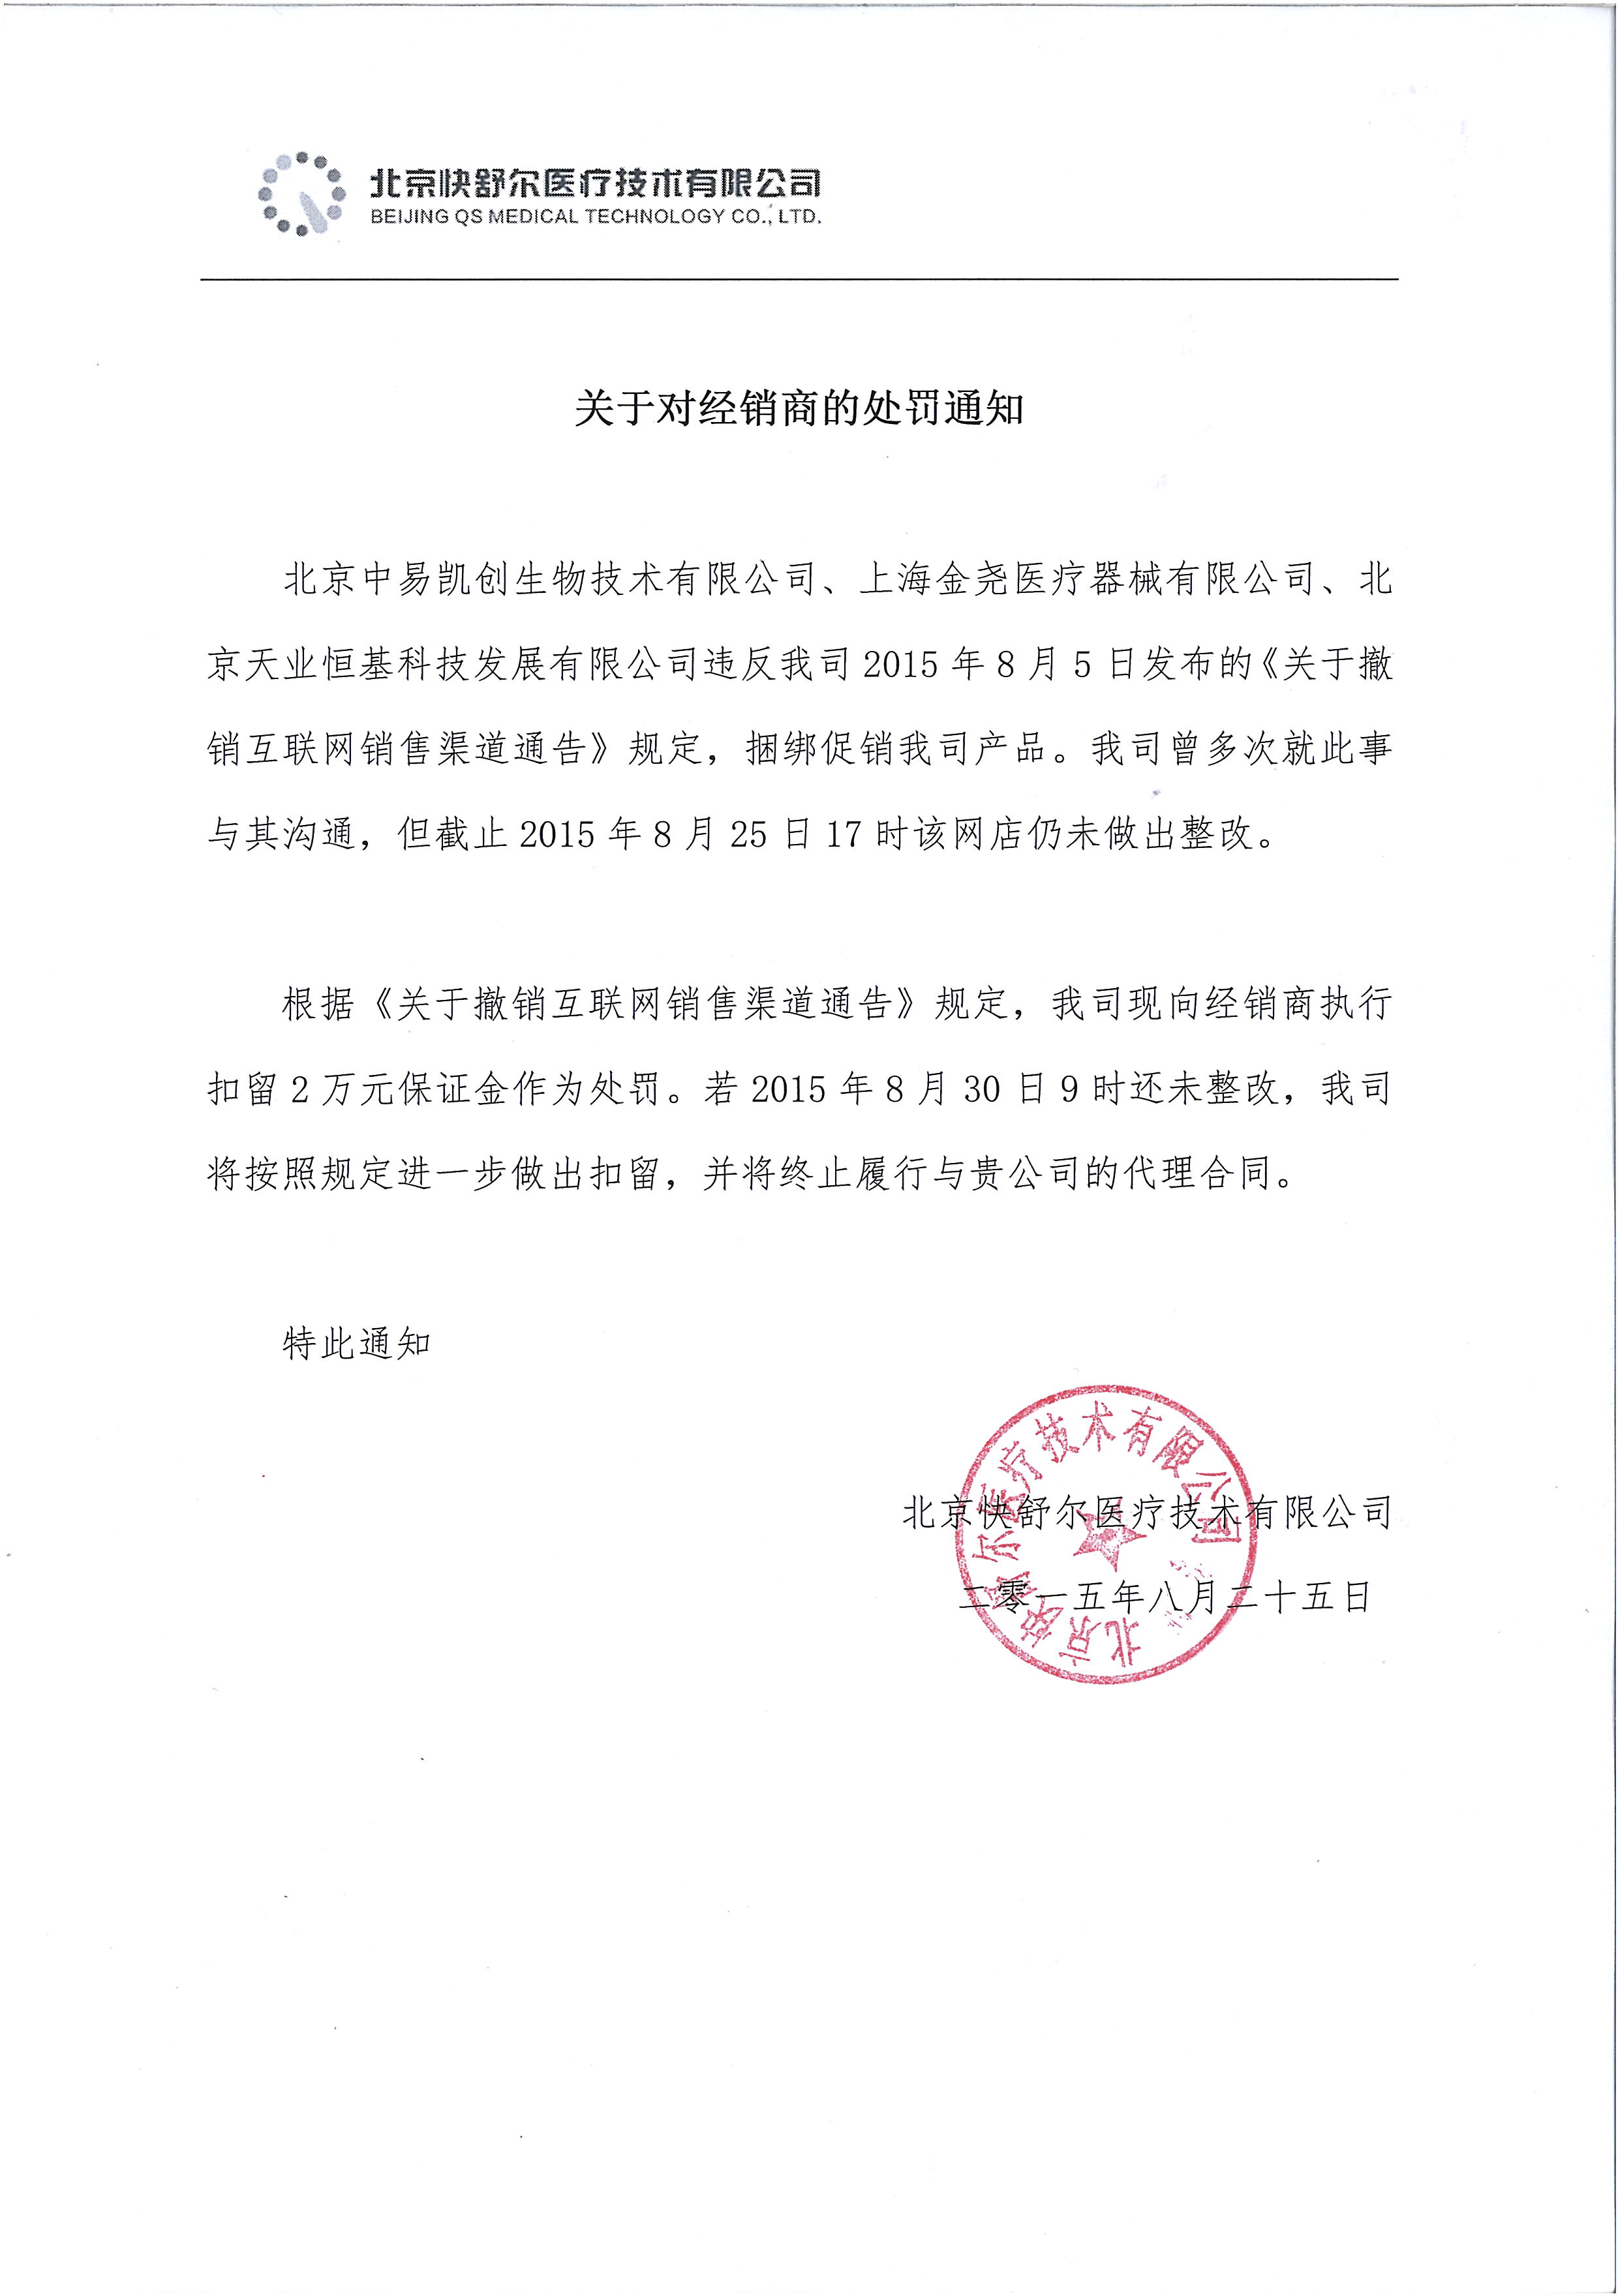 北京快舒尔医疗技术有限公司
BEIJING QS MEDICAL TECHNOLOGY CO., LTD.
关于对经销商的处罚通知
北京中易凯创生物技术有限公司、上海金尧医疗器械有限公司、北
京天业恒基科技发展有限公司违反我司 2015 年 8 月 5 日发布的《关于撤
销互联网销售渠道通告》规定，捆绑促销我司产品。我司曾多次就此事
与其沟通，但截止 2015 年 8 月 25 日 17 时该网店仍未做出整改。
根据《关于撤销互联网销售渠道通告》规定，我司现向经销商执行
扣留 2 万元保证金作为处罚。若 2015 年 8 月 30 日 9 时还未整改，我司
将按照规定进一步做出扣留，并将终止履行与贵公司的代理合同。
特此通知
北京快舒尔医疗技术有限公司
二零一五年八月二十五日
北京快舒尔医疗技术有限公司